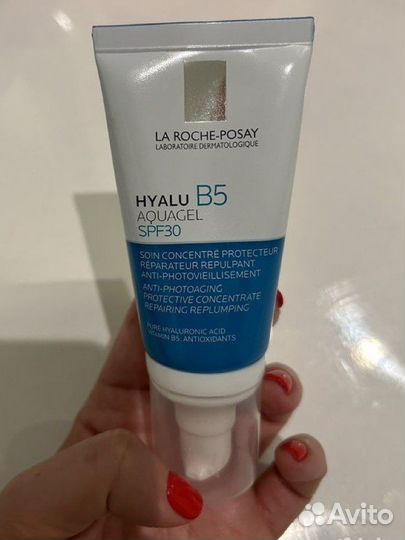 LA ROCHE-POSAY
LABORATOIRE DERMATOLOGIQUE
HYALU B5
AQUAGEL
SPF30
SOIN CONCENTRÉ PROTECTEUR
RÉPARATEUR REPULPANT
ANTI-PHOTOVIEILLISSEMENT
ANTI-PHOTOAGING
PROTECTIVE CONCENTRATE
REPAIRING REPLUMPING
PURE HYALURONIC ACID
VITAMIN B5. ANTIOXIDANTS
Avito